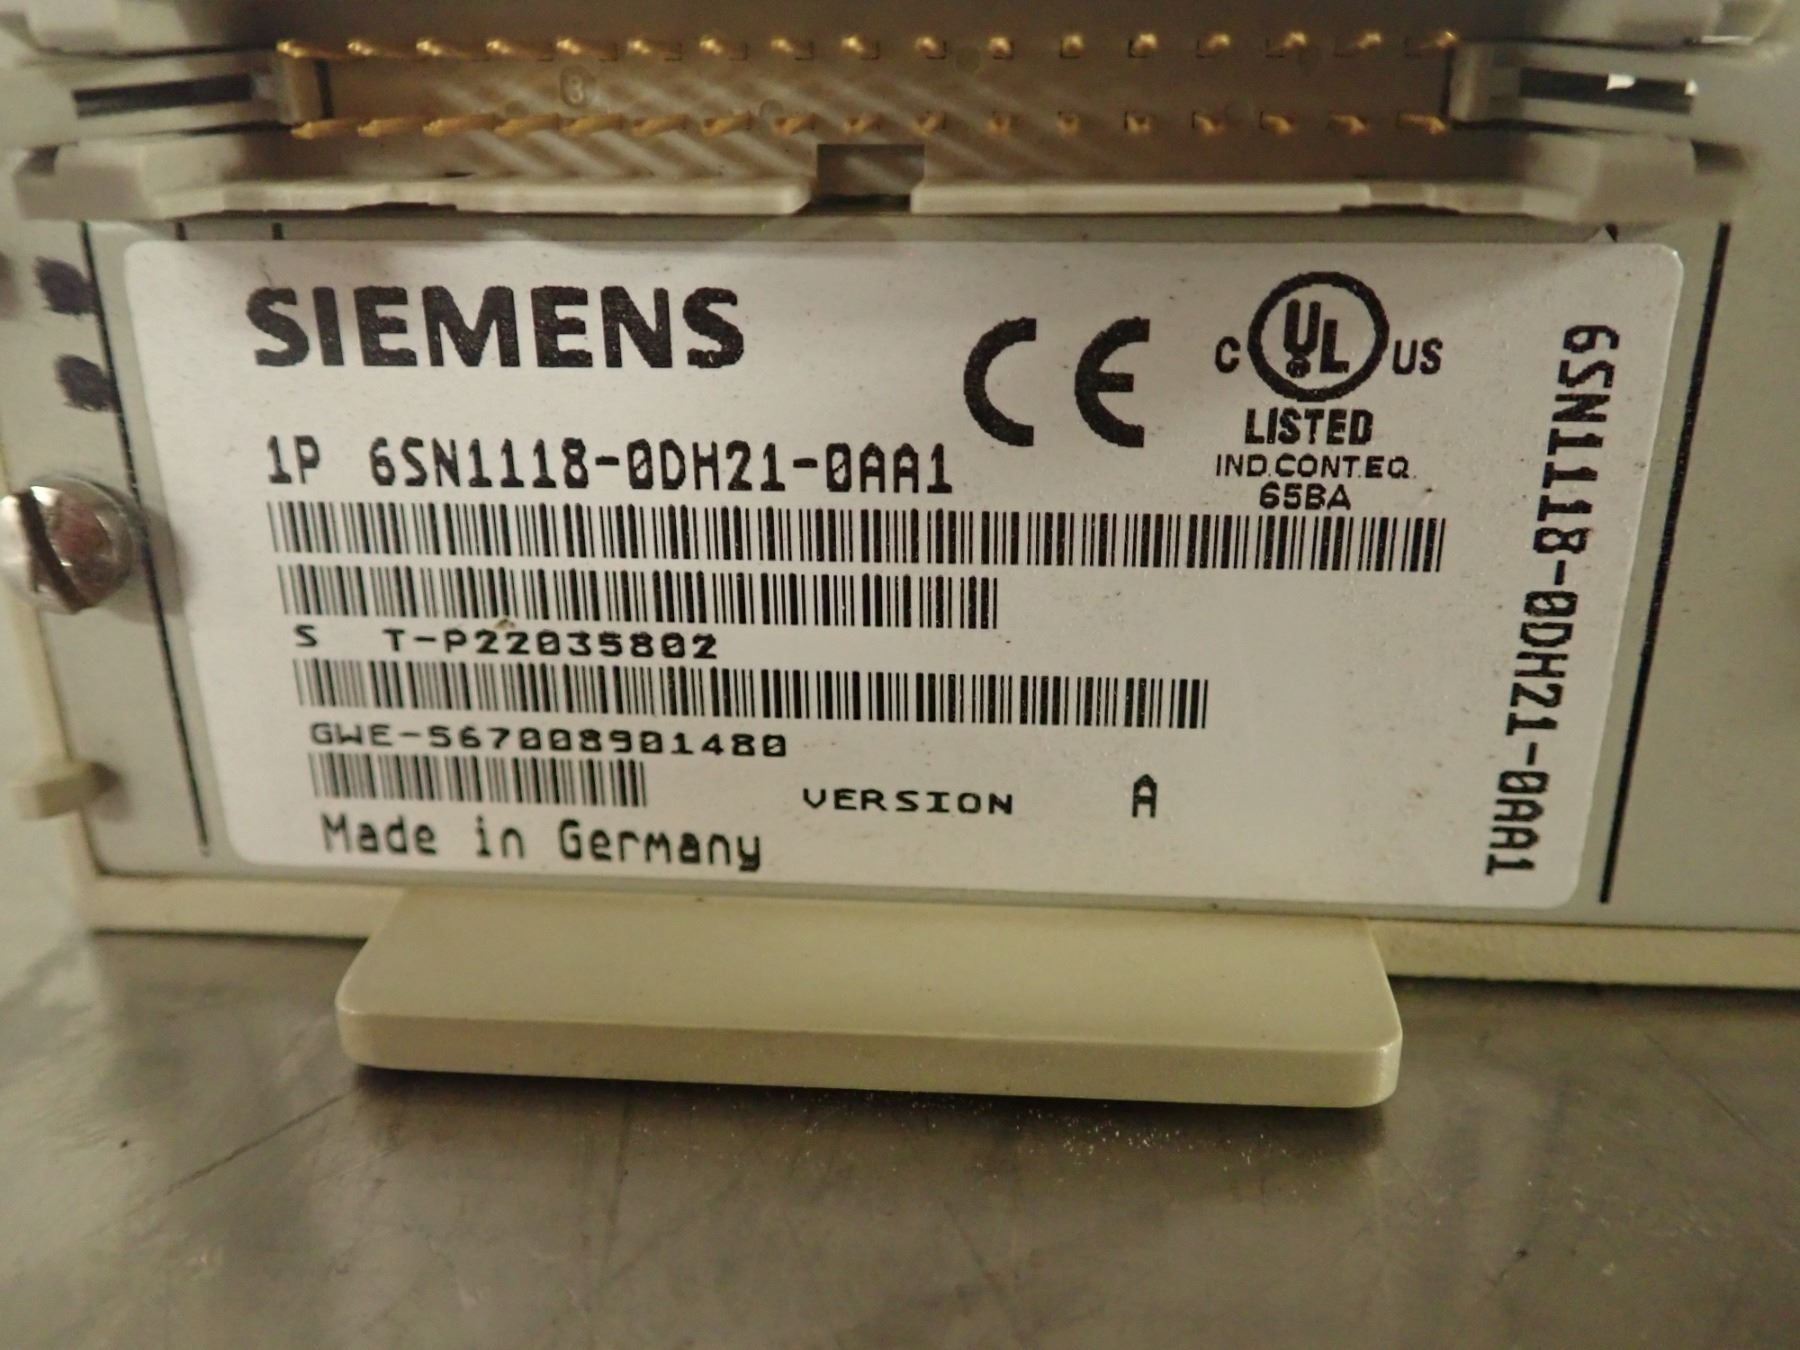 SIEMENS
CE
C UL US
LISTED
IND.CONT.EQ.
65BA
1P 6SN1118-0DH21-0AA1
S T-P22035802
GWE-567008901480
VERSION A
Made in Germany
6SN1118-0DH21-0AA1